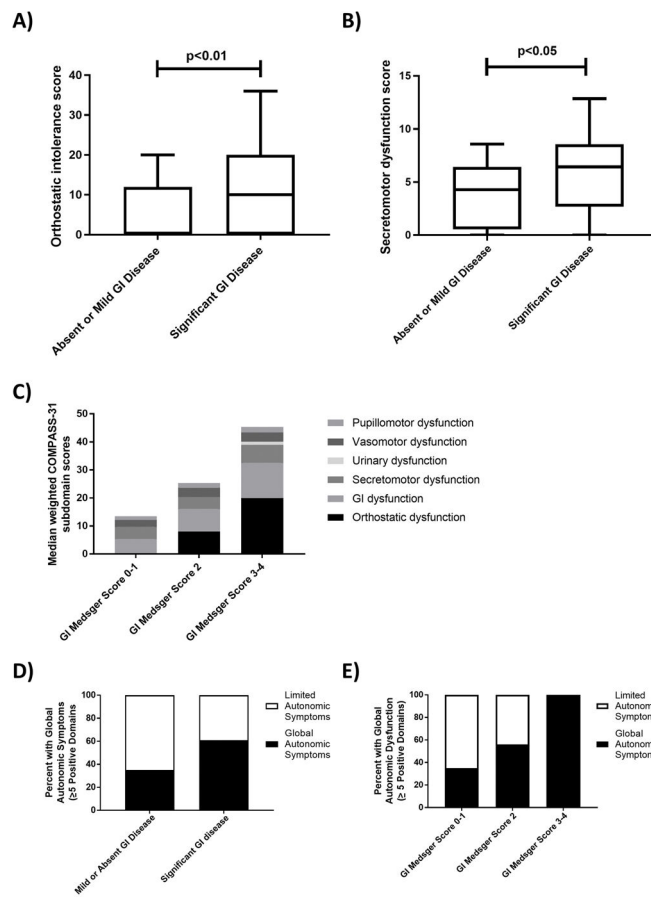 A)
p<0.01
Orthostatic intolerance score
40
30
20
10
0
Absent or Mild GI Disease
Significant GI Disease
B)
p<0.05
Secretomotor dysfunction score
15
10
5
0
Absent or Mild GI Disease
Significant GI Disease
C)
Median weighted COMPASS-31
subdomain scores
50
40
30
20
10
0
GI Medsger Score 0-1
GI Medsger Score 2
GI Medsger Score 3-4
Pupillomotor dysfunction
Vasomotor dysfunction
Urinary dysfunction
Secretomotor dysfunction
GI dysfunction
Orthostatic dysfunction
D)
Percent with Global
Autonomic Symptoms
(≥5 Positive Domains
100
80
60
40
20
0
Mild or Absent GI Disease
Significant GI disease
Limited
Autonomic
Symptoms
Global
Autonomic
Symptoms
E)
Percent with Global
Autonomic Dysfunction
(≥ 5 Positive Domains)
100
80
60
40
20
0
GI Medsger Score 0-1
GI Medsger Score 2
GI Medsger Score 3-4
Limited
Autonom
Symptom
Global
Autonom
Symptom